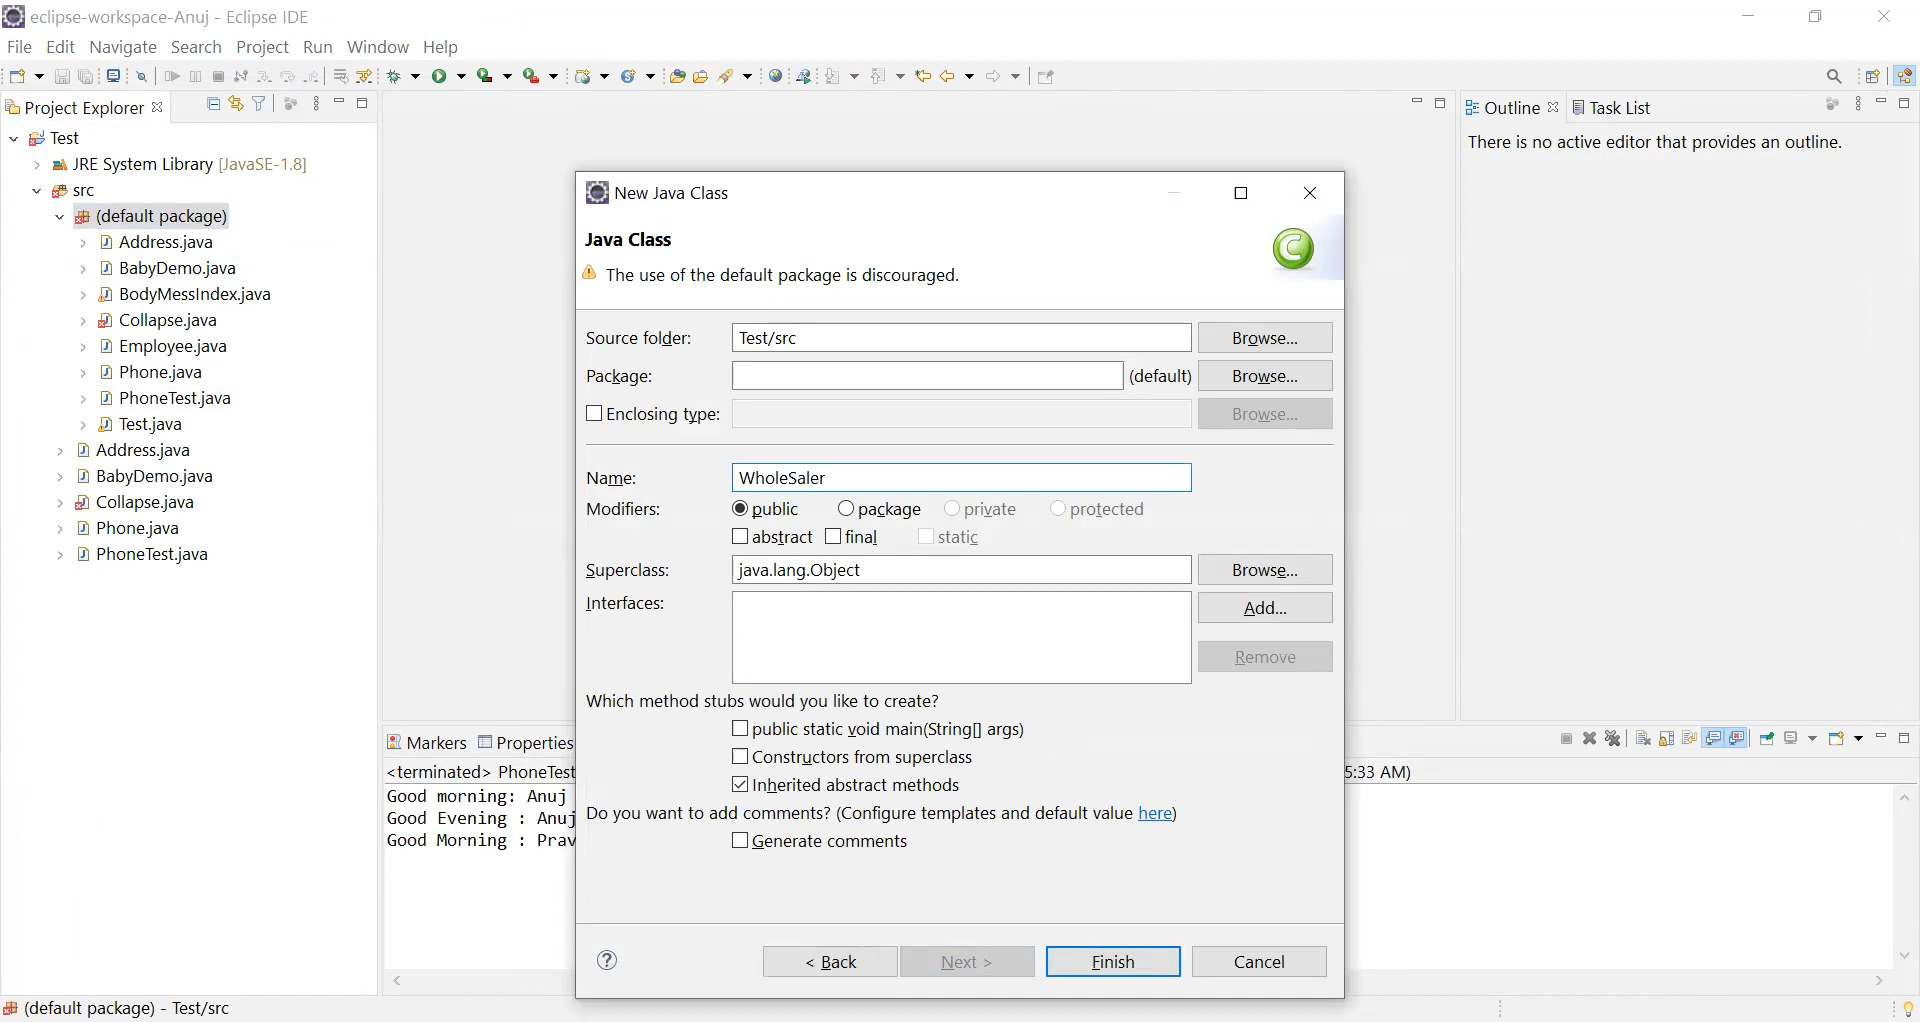 eclipse-workspace-Anuj - Eclipse IDE
File Edit Navigate Search Project Run Window Help
Project Explorer
Outline Task List
Test
There is no active editor that provides an outline.
JRE System Library [JavaSE-1.8]
src
(default package)
Address.java
BabyDemo.java
BodyMessIndex.java
Collapse.java
Employee.java
Phone.java
PhoneTest.java
Test.java
Address.java
BabyDemo.java
Collapse.java
Phone.java
PhoneTest.java
New Java Class
Java Class
The use of the default package is discouraged.
Source folder: Test/src Browse...
Package: (default) Browse...
Enclosing type: Browse...
Name: WholeSaler
Modifiers: public package private protected
abstract final static
Superclass: java.lang.Object Browse...
Interfaces: Add...
Remove
Which method stubs would you like to create?
public static void main(String[] args)
Constructors from superclass
Inherited abstract methods
Do you want to add comments? (Configure templates and default value here)
Generate comments
< Back Next > Finish Cancel
Markers Properties
<terminated> PhoneTest 5:33 AM)
Good morning: Anuj
Good Evening : Anuj
Good Morning : Prav
(default package) - Test/src